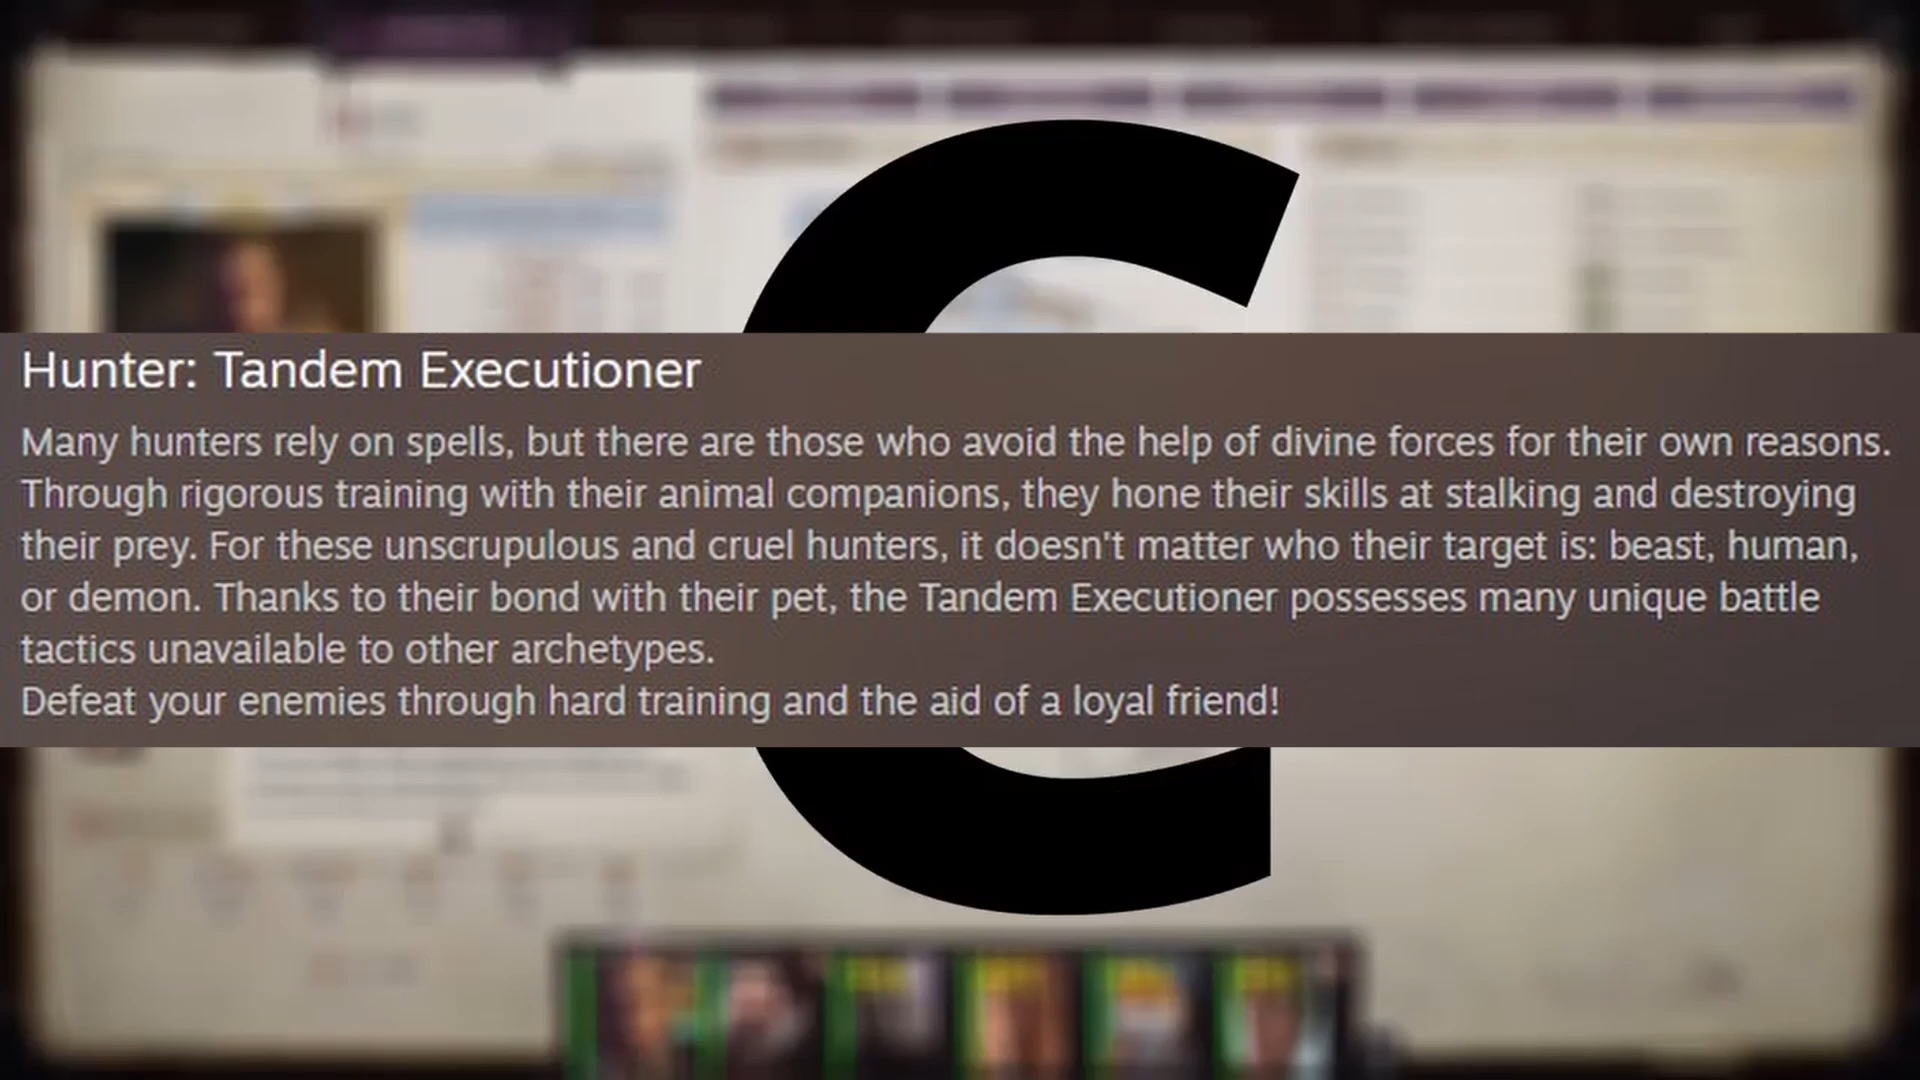 C
Hunter: Tandem Executioner
Many hunters rely on spells, but there are those who avoid the help of divine forces for their own reasons.
Through rigorous training with their animal companions, they hone their skills at stalking and destroying
their prey. For these unscrupulous and cruel hunters, it doesn't matter who their target is: beast, human,
or demon. Thanks to their bond with their pet, the Tandem Executioner possesses many unique battle
tactics unavailable to other archetypes.
Defeat your enemies through hard training and the aid of a loyal friend!